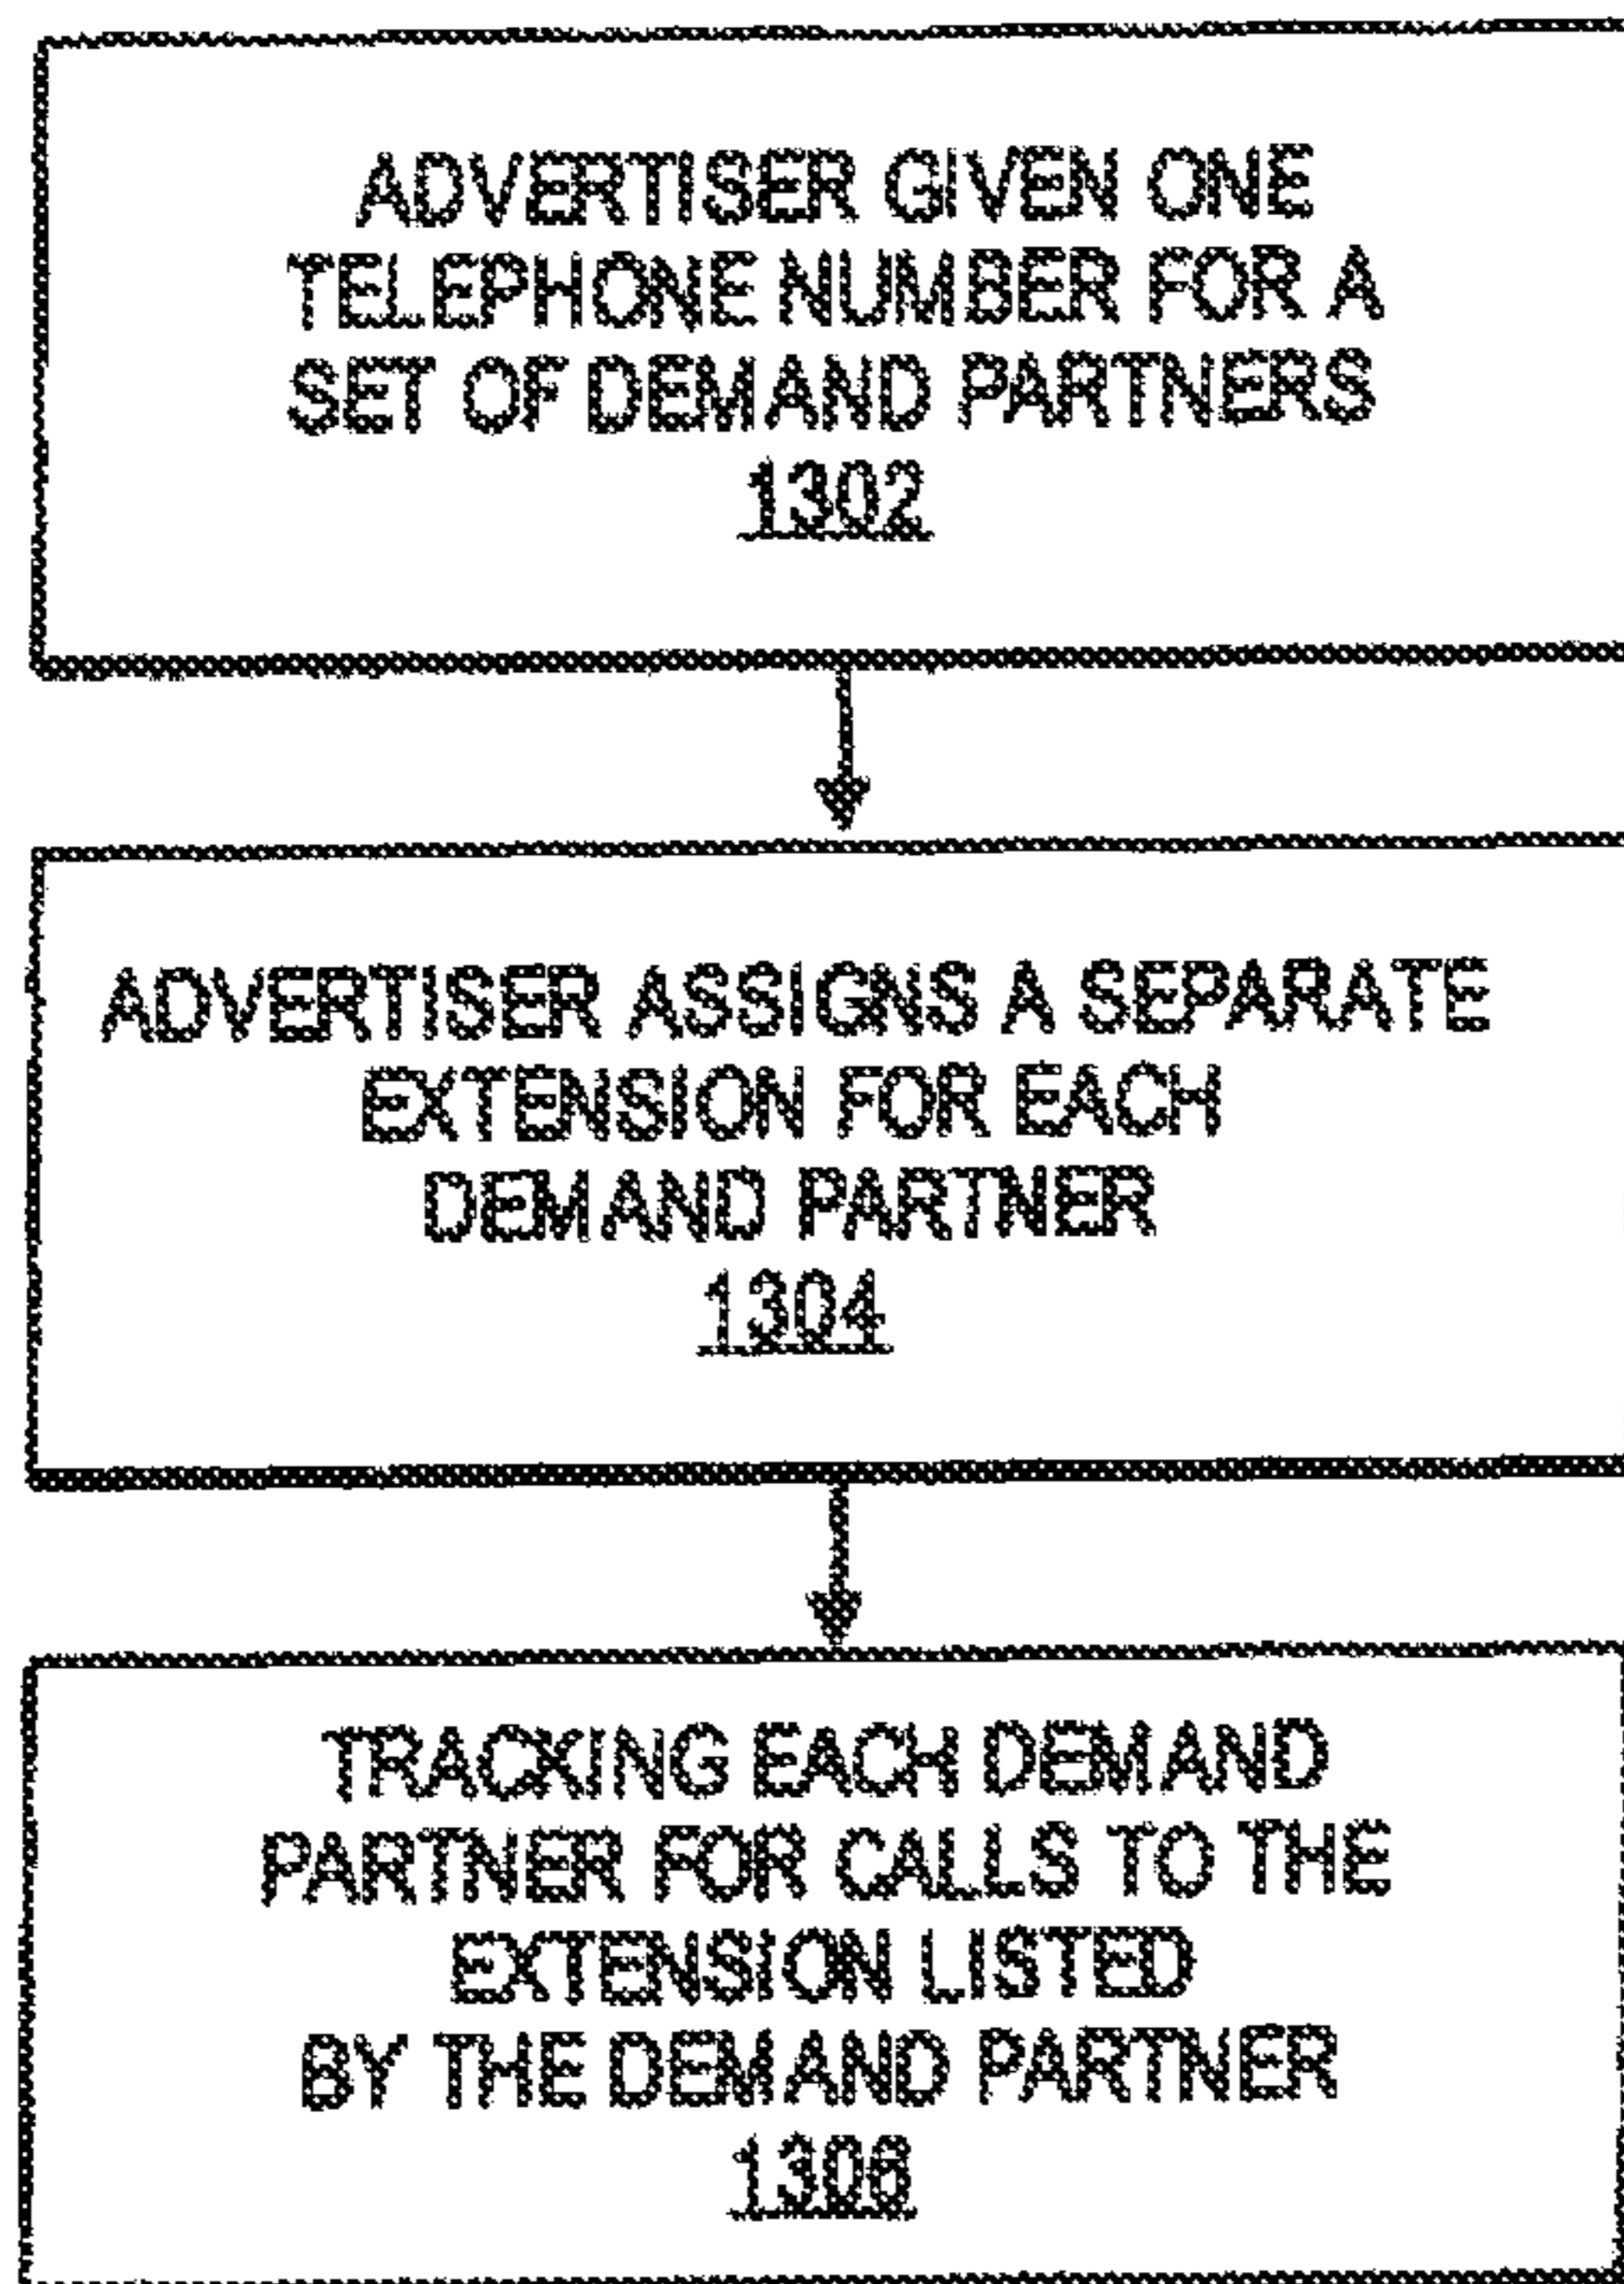 ADVERTISER GIVEN ONE
TELEPHONE NUMBER FOR A
SET OF DEMAND PARTNERS
1302
ADVERTISER ASSIGNS A SEPARATE
EXTENSION FOR EACH
DEMAND PARTNER
1304
TRACKING EACH DEMAND
PARTNER FOR CALLS TO THE
EXTENSION LISTED
BY THE DEMAND PARTNER
1306